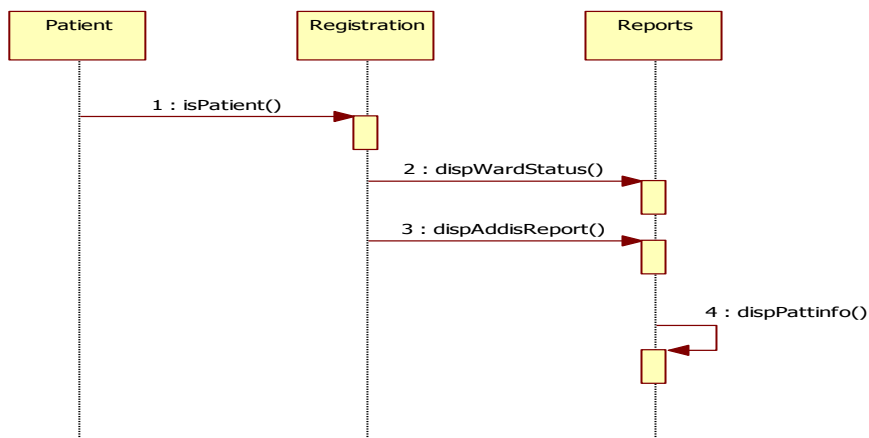 Patient
Registration
Reports
1 : isPatient()
2 : dispWardStatus()
3 : dispAddisReport()
4 : dispPattinfo()